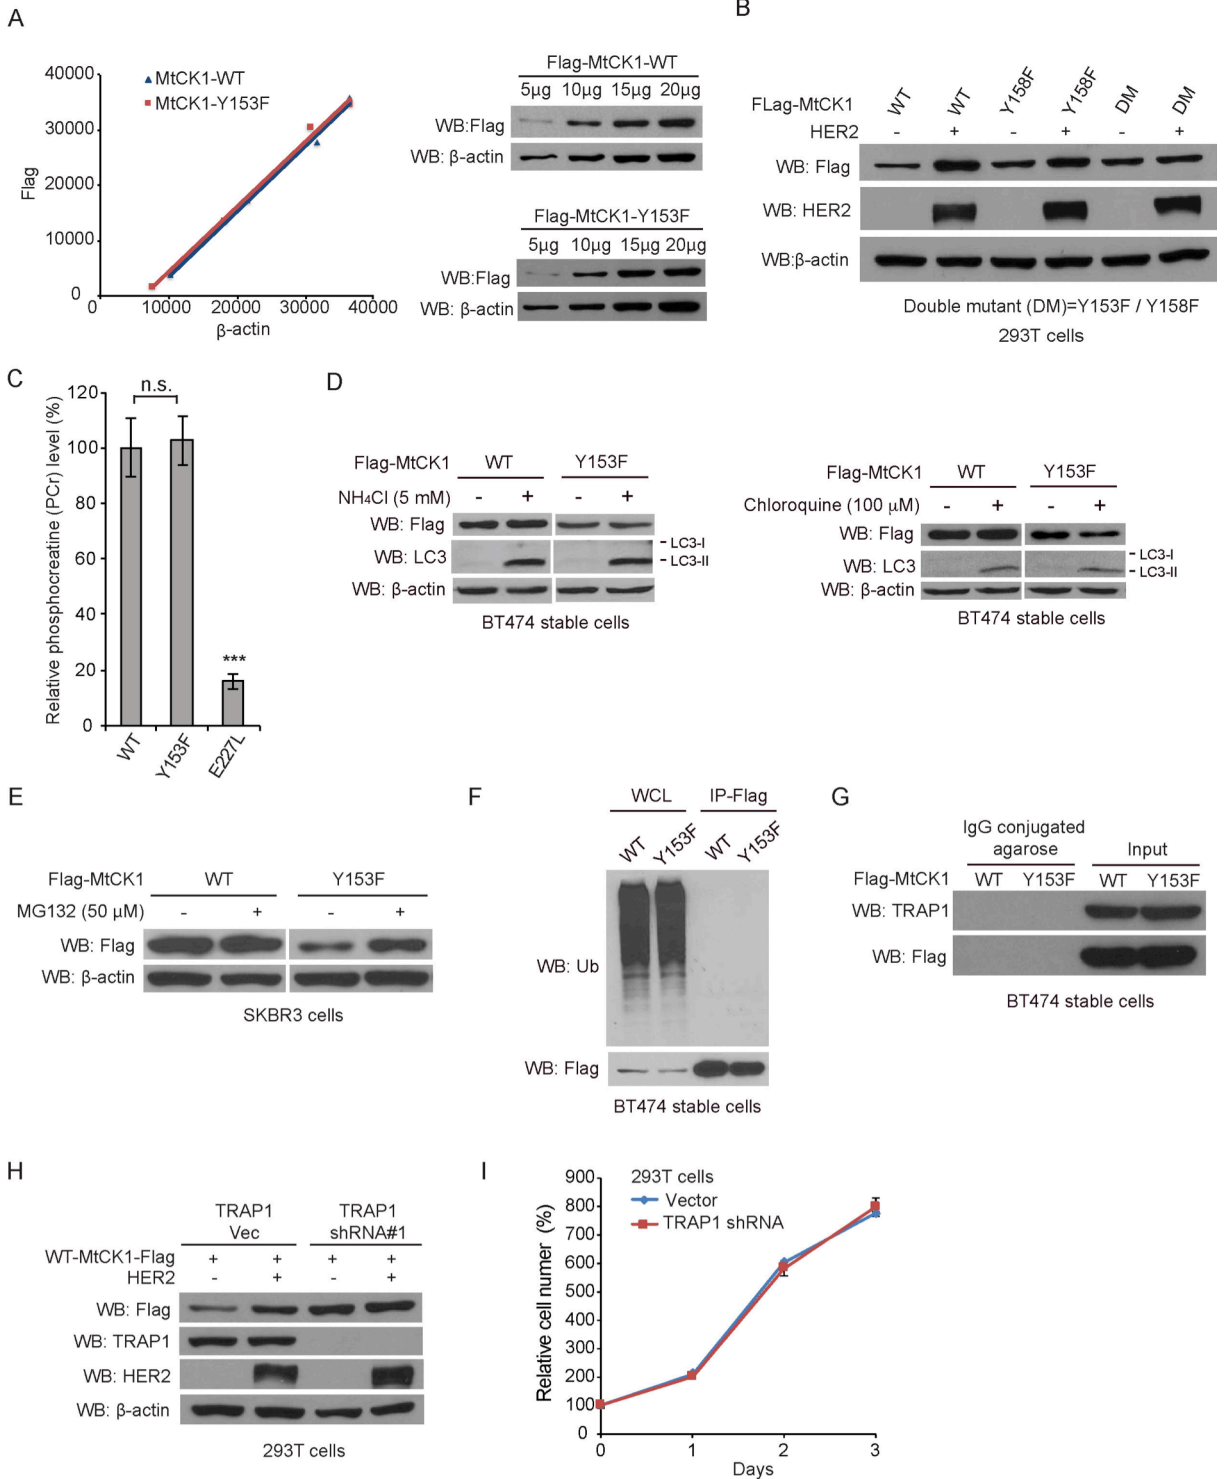 A
40000
30000
20000
10000
0
Flag
MtCK1-WT
MtCK1-Y153F
0 10000 20000 30000 40000
β-actin
Flag-MtCK1-WT
5μg 10μg 15μg 20μg
WB:Flag
WB: β-actin
Flag-MtCK1-Y153F
5μg 10μg 15μg 20μg
WB:Flag
WB: β-actin
B
FLag-MtCK1 WT WT Y158F Y158F DM DM
HER2 - + - + - +
WB: Flag
WB: HER2
WB:β-actin
Double mutant (DM)=Y153F / Y158F
293T cells
C
Relative phosphocreatine (PCr) level (%)
120
100
80
60
40
20
0
n.s.
***
WT Y153F E227L
D
Flag-MtCK1 WT Y153F
NH₄Cl (5 mM) - + - +
WB: Flag
WB: LC3
LC3-I
LC3-II
WB: β-actin
BT474 stable cells
Flag-MtCK1 WT Y153F
Chloroquine (100 μM) - + - +
WB: Flag
WB: LC3
LC3-I
LC3-II
WB: β-actin
BT474 stable cells
E
Flag-MtCK1 WT Y153F
MG132 (50 μM) - + - +
WB: Flag
WB: β-actin
SKBR3 cells
F
WCL IP-Flag
WT Y153F WT Y153F
WB: Ub
WB: Flag
BT474 stable cells
G
IgG conjugated
agarose Input
Flag-MtCK1 WT Y153F WT Y153F
WB: TRAP1
WB: Flag
BT474 stable cells
H
TRAP1 TRAP1
Vec shRNA#1
WT-MtCK1-Flag + + + +
HER2 - + - +
WB: Flag
WB: TRAP1
WB: HER2
WB: β-actin
293T cells
I
Relative cell numer (%)
900
800
700
600
500
400
300
200
100
0
293T cells
Vector
TRAP1 shRNA
0 1 2 3
Days